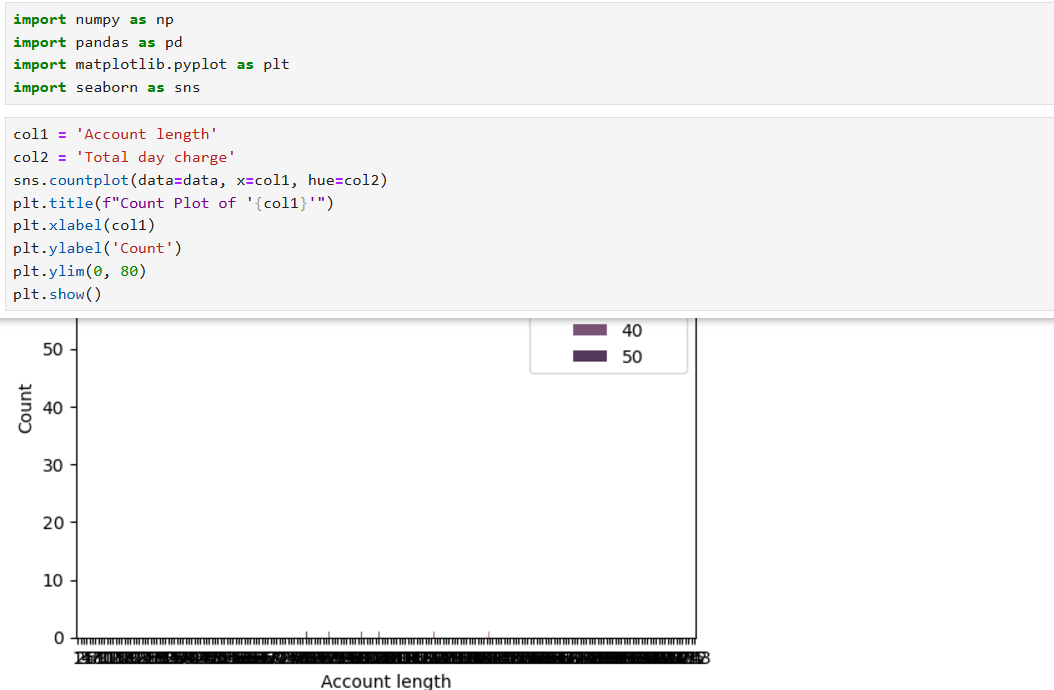 import numpy as np
import pandas as pd
import matplotlib.pyplot as plt
import seaborn as sns
col1 = 'Account length'
col2 = 'Total day charge'
sns.countplot(data=data, x=col1, hue=col2)
plt.title(f"Count Plot of '{col1}'")
plt.xlabel(col1)
plt.ylabel('Count')
plt.ylim(0, 80)
plt.show()
40
50
50
40
30
20
10
0
Count
Account length